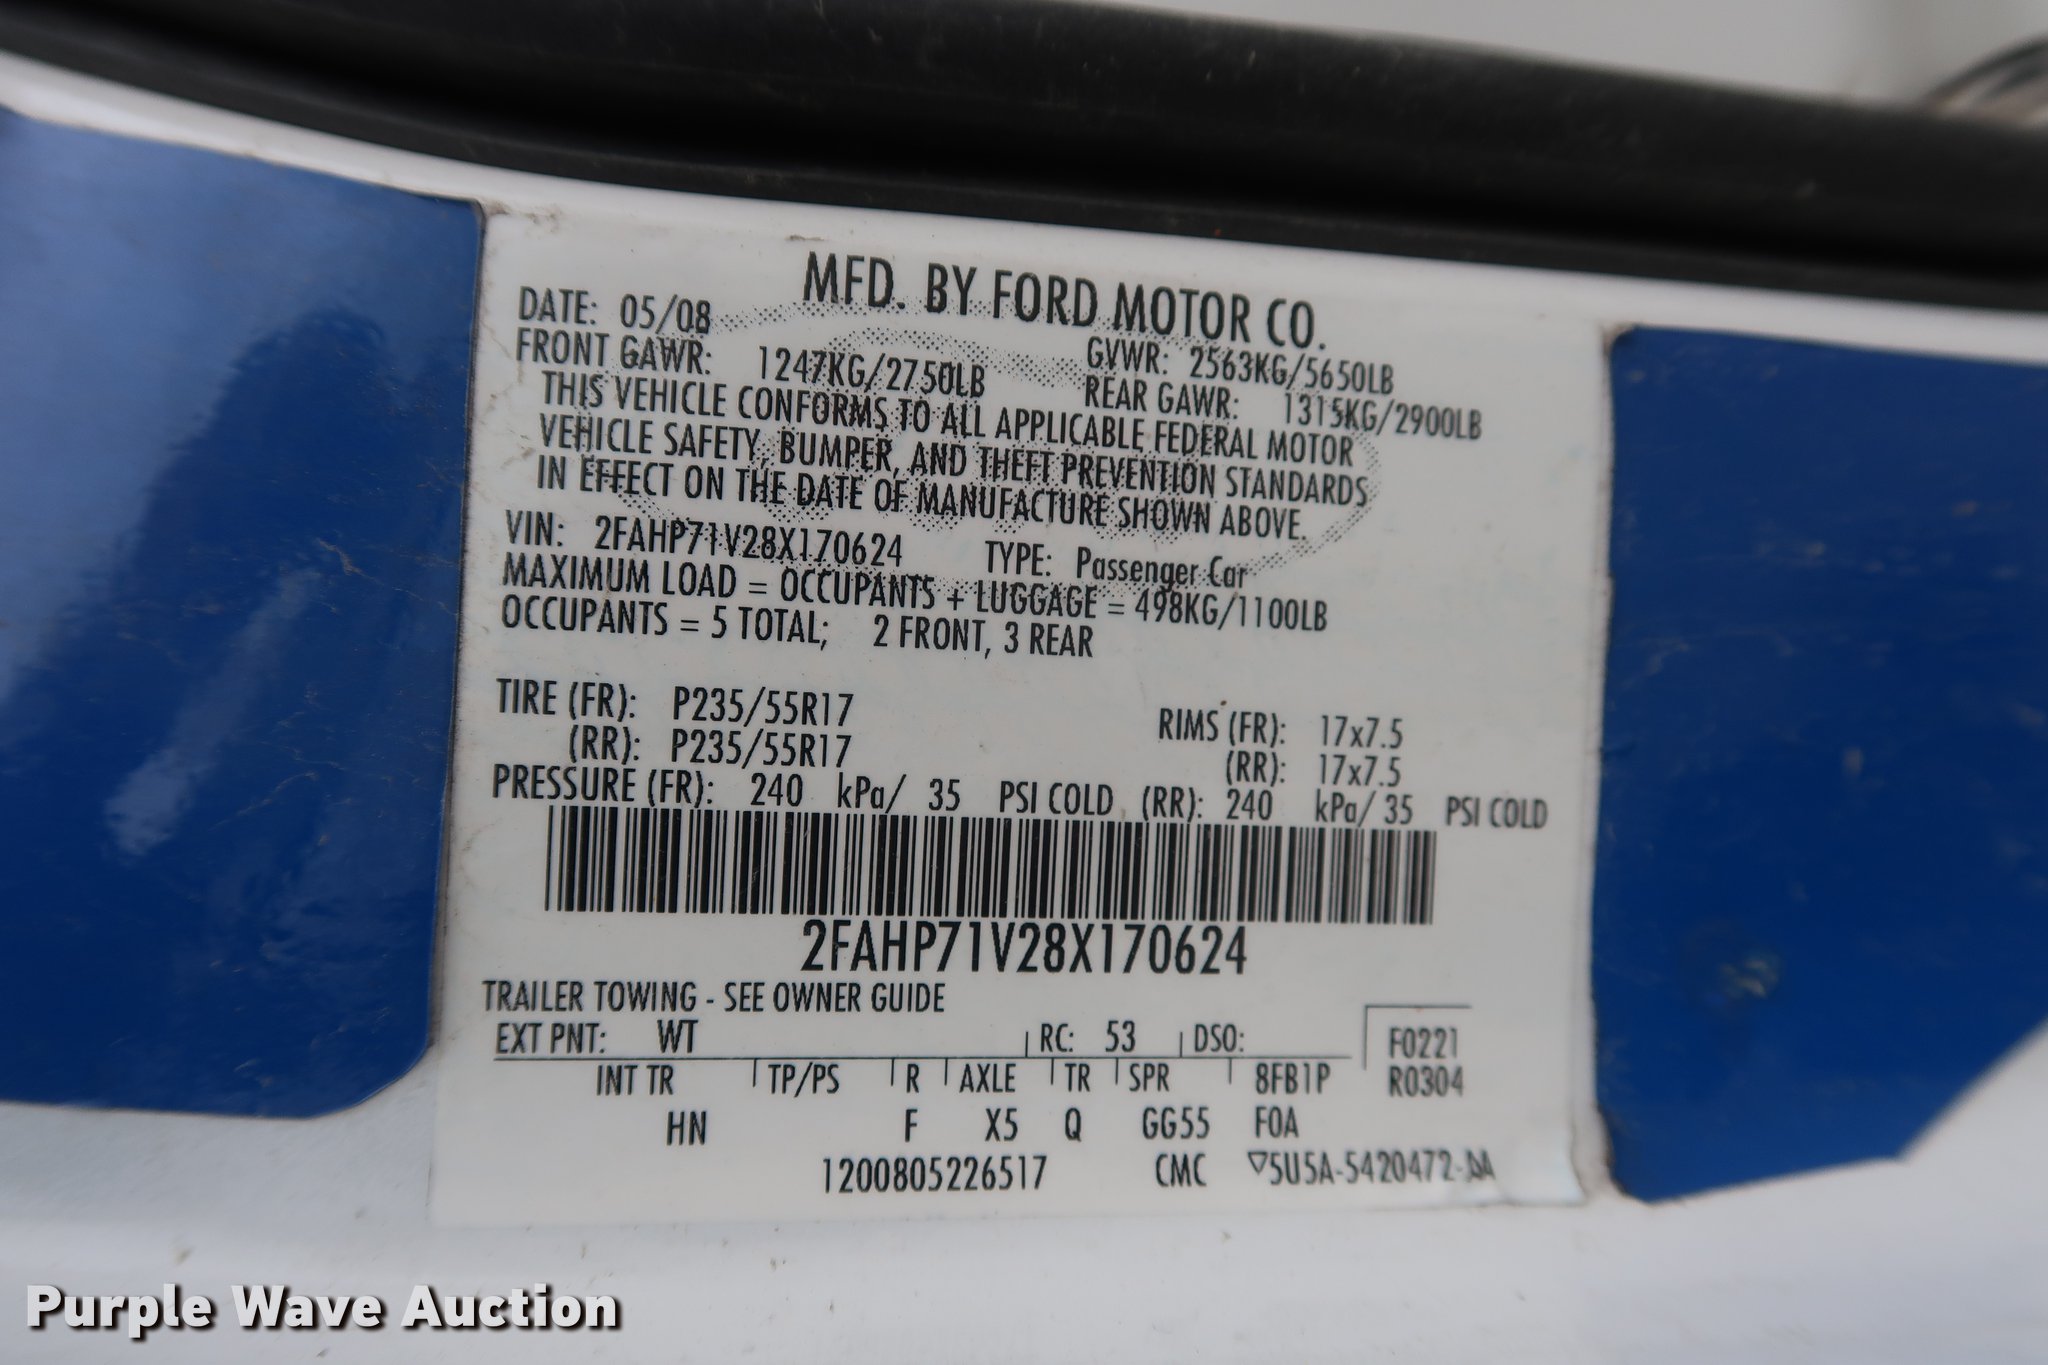 MFD. BY FORD MOTOR CO.
DATE: 05/08 GVWR: 2563KG/5650LB
FRONT GAWR: 1247KG/2750LB REAR GAWR: 1315KG/2900LB
THIS VEHICLE CONFORMS TO ALL APPLICABLE FEDERAL MOTOR
VEHICLE SAFETY, BUMPER, AND THEFT PREVENTION STANDARDS
IN EFFECT ON THE DATE OF MANUFACTURE SHOWN ABOVE.
VIN: 2FAHP71V28X170624 TYPE: Passenger Car
MAXIMUM LOAD = OCCUPANTS + LUGGAGE = 498KG/1100LB
OCCUPANTS = 5 TOTAL; 2 FRONT, 3 REAR
TIRE (FR): P235/55R17 RIMS (FR): 17x7.5
(RR): P235/55R17 (RR): 17x7.5
PRESSURE (FR): 240 kPa/ 35 PSI COLD (RR): 240 kPa/ 35 PSI COLD
2FAHP71V28X170624
TRAILER TOWING - SEE OWNER GUIDE
EXT PNT: WT RC: 53 DSO: F0221
INT TR TP/PS R AXLE TR SPR 8FB1P R0304
HN F X5 Q GG55 FOA
1200805226517 CMC ▽5U5A-5420472-AA
Purple Wave Auction